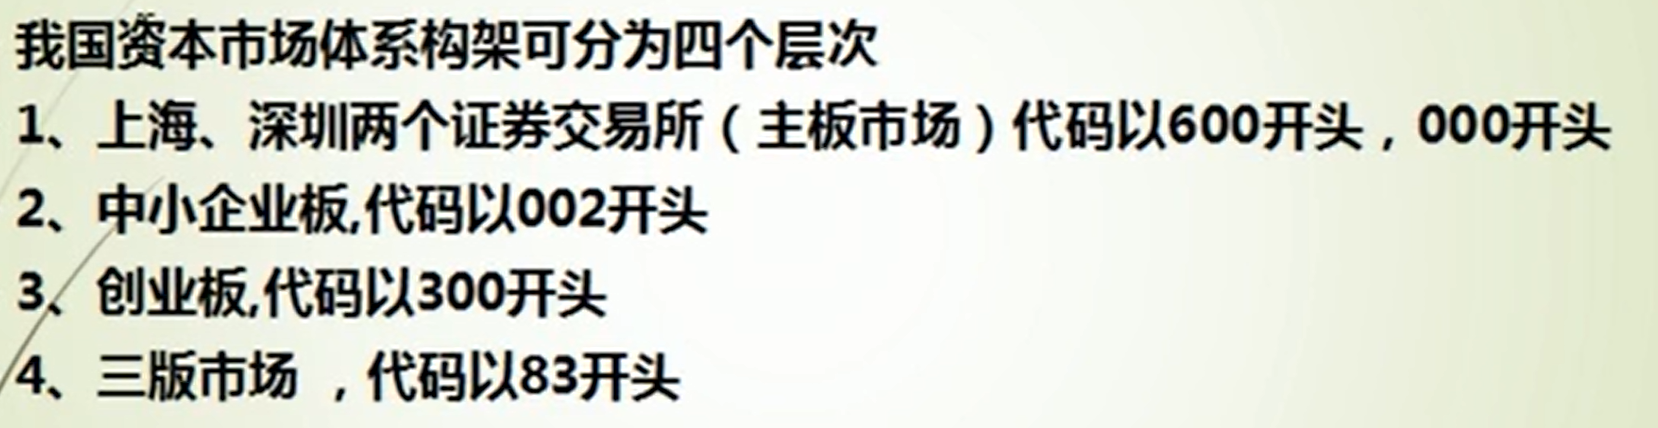 我国资本市场体系构架可分为四个层次
1、上海、深圳两个证券交易所（主板市场）代码以600开头，000开头
2、中小企业板,代码以002开头
3、创业板,代码以300开头
4、三版市场 ，代码以83开头